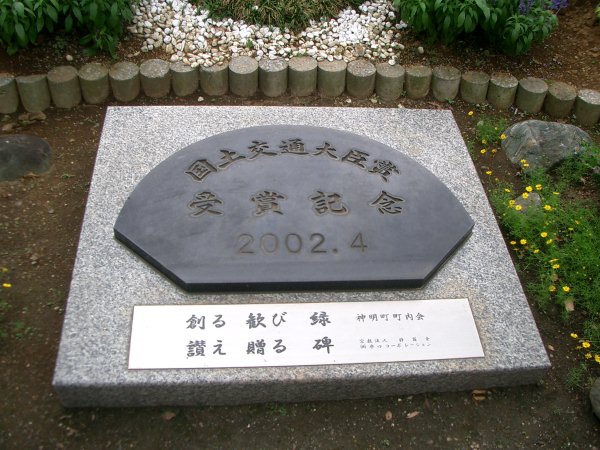 国土交通大臣賞
受賞記念
2002.4
創る 歓び 緑
讃え 贈る 碑
神明町町内会